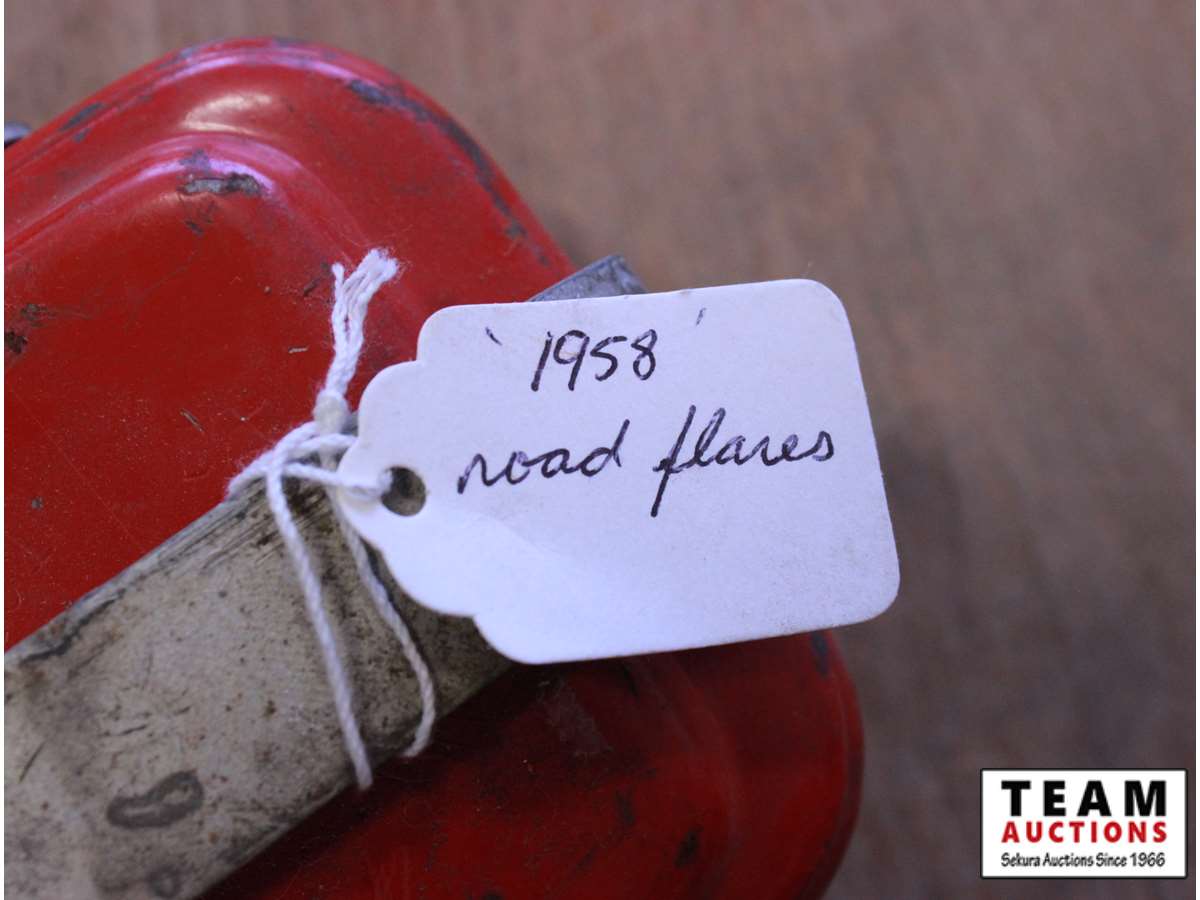 '1958'
road flares
TEAM
AUCTIONS
Sekura Auctions Since 1966